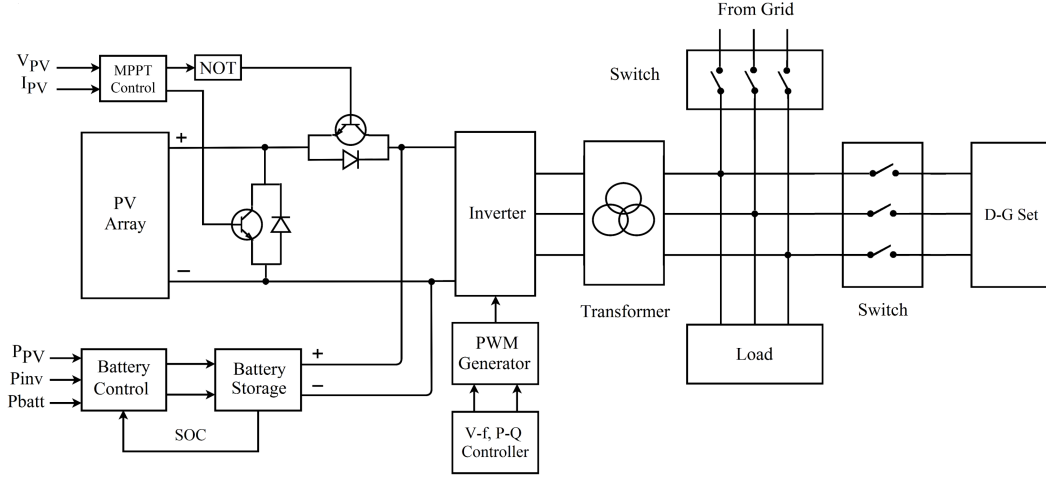 From Grid
Switch
VPV
IPV
MPPT
Control
NOT
+
PV
Array
−
Inverter
D-G Set
Transformer
Switch
PPV
Pinv
Pbatt
Battery
Control
Battery
Storage
+
−
SOC
PWM
Generator
V-f, P-Q
Controller
Load